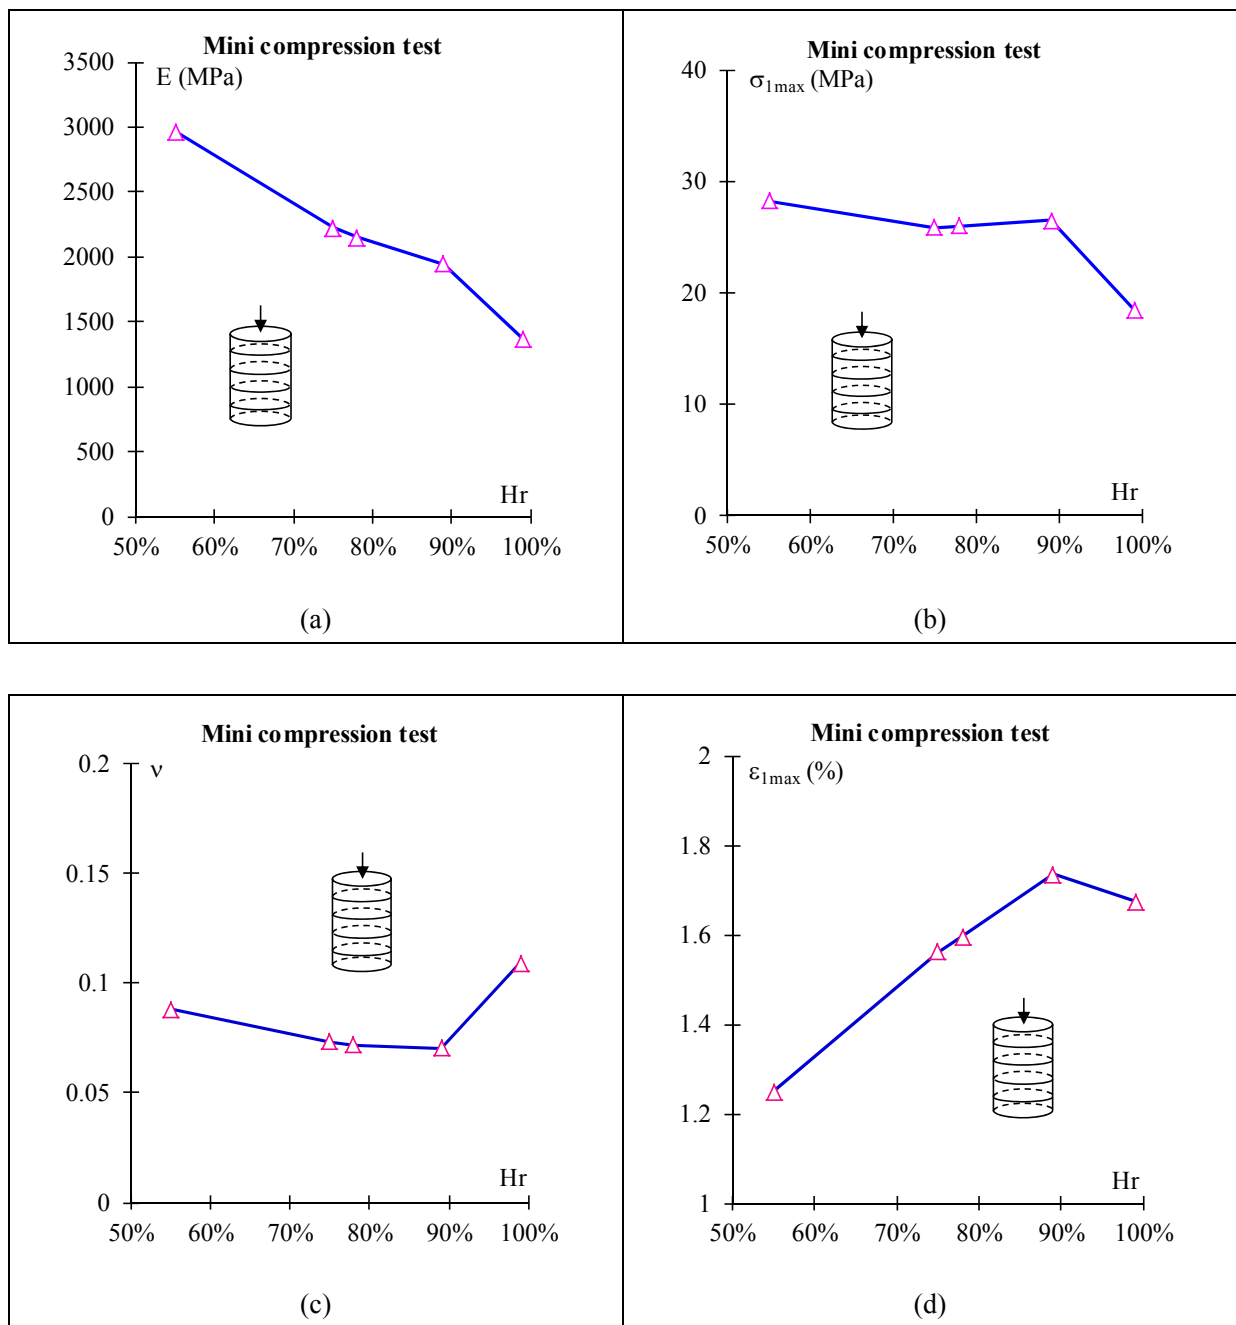 Mini compression test
E (MPa)
3500
3000
2500
2000
1500
1000
500
0
Hr
50% 60% 70% 80% 90% 100%
(a)
Mini compression test
σ1max (MPa)
40
30
20
10
0
Hr
50% 60% 70% 80% 90% 100%
(b)
Mini compression test
ν
0.2
0.15
0.1
0.05
0
Hr
50% 60% 70% 80% 90% 100%
(c)
Mini compression test
ε1max (%)
2
1.8
1.6
1.4
1.2
1
Hr
50% 60% 70% 80% 90% 100%
(d)